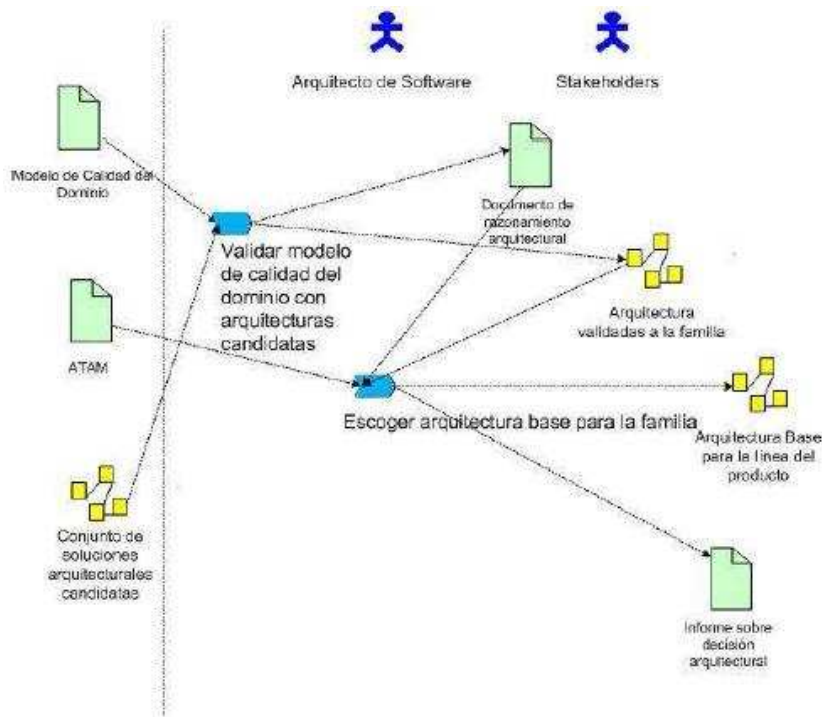 Arquitecto de Software
Stakeholders
Modelo de Calidad del
Dominio
Documento de
razonamiento
arquitectural
Validar modelo
de calidad del
dominio con
arquitecturas
candidatas
Arquitectura
validadas a la familia
ATAM
Escoger arquitectura base para la familia
Arquitectura Base
para la línea del
producto
Conjunto de
soluciones
arquitecturales
candidatas
Informe sobre
decisión
arquitectural